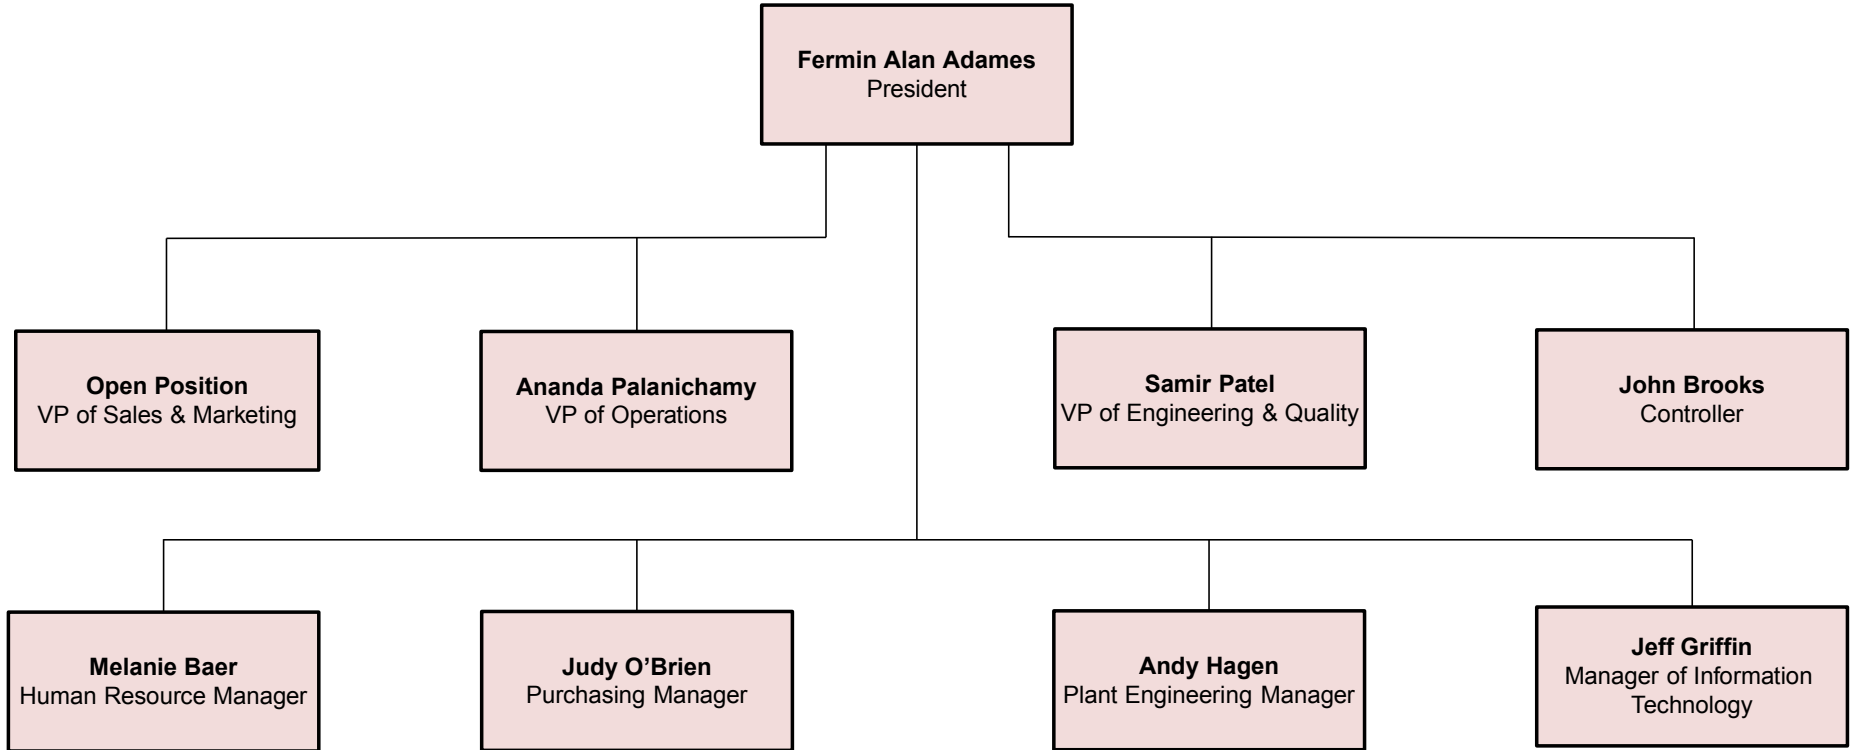 Fermin Alan Adames
President
Open Position
VP of Sales & Marketing
Ananda Palanichamy
VP of Operations
Samir Patel
VP of Engineering & Quality
John Brooks
Controller
Melanie Baer
Human Resource Manager
Judy O’Brien
Purchasing Manager
Andy Hagen
Plant Engineering Manager
Jeff Griffin
Manager of Information
Technology